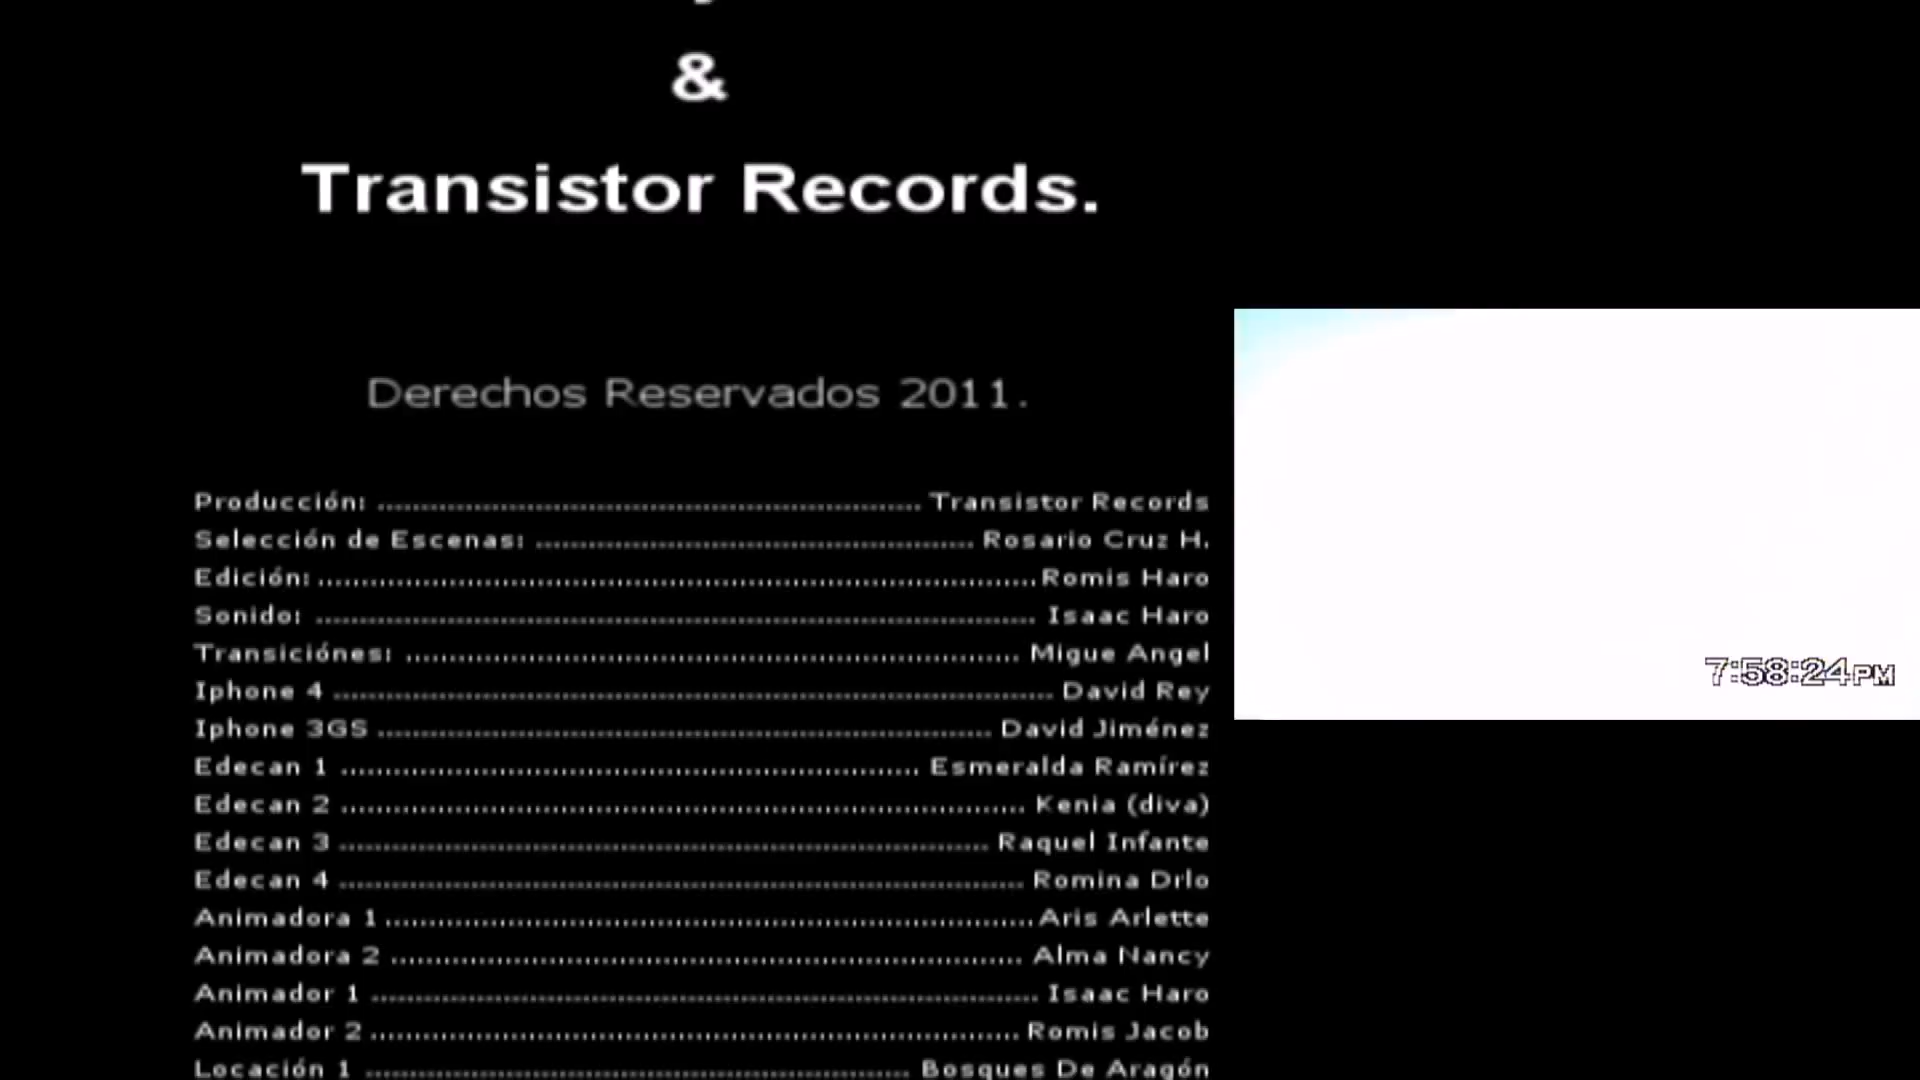 &
Transistor Records.
Derechos Reservados 2011.
Producción: ........................ Transistor Records
Selección de Escenas: ........................ Rosario Cruz H.
Edición: ........................ Romis Haro
Sonido: ........................ Isaac Haro
Transiciónes: ........................ Migue Angel
Iphone 4 ........................ David Rey
Iphone 3GS ........................ David Jiménez
Edecan 1 ........................ Esmeralda Ramírez
Edecan 2 ........................ Kenia (diva)
Edecan 3 ........................ Raquel Infante
Edecan 4 ........................ Romina Drlo
Animadora 1 ........................ Aris Arlette
Animadora 2 ........................ Alma Nancy
Animador 1 ........................ Isaac Haro
Animador 2 ........................ Romis Jacob
Locación 1 ........................ Bosques De Aragón
7:58:24PM